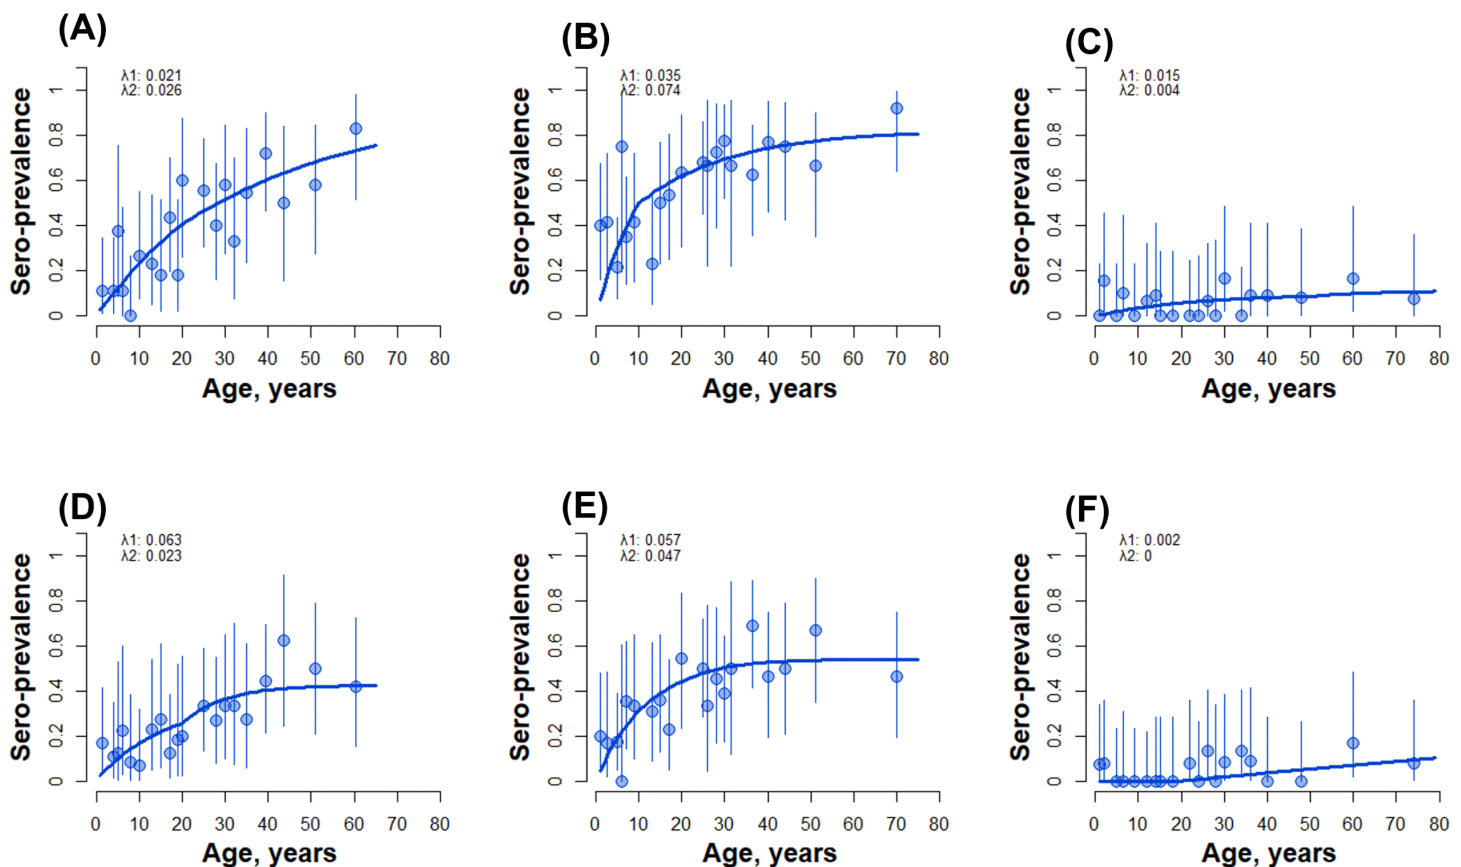 (A)
λ1: 0.021
λ2: 0.026
Sero-prevalence
1
0.8
0.6
0.4
0.2
0
0 10 20 30 40 50 60 70 80
Age, years
(B)
λ1: 0.035
λ2: 0.074
Sero-prevalence
1
0.8
0.6
0.4
0.2
0
0 10 20 30 40 50 60 70 80
Age, years
(C)
λ1: 0.015
λ2: 0.004
Sero-prevalence
1
0.8
0.6
0.4
0.2
0
0 10 20 30 40 50 60 70 80
Age, years
(D)
λ1: 0.063
λ2: 0.023
Sero-prevalence
1
0.8
0.6
0.4
0.2
0
0 10 20 30 40 50 60 70 80
Age, years
(E)
λ1: 0.057
λ2: 0.047
Sero-prevalence
1
0.8
0.6
0.4
0.2
0
0 10 20 30 40 50 60 70 80
Age, years
(F)
λ1: 0.002
λ2: 0
Sero-prevalence
1
0.8
0.6
0.4
0.2
0
0 10 20 30 40 50 60 70 80
Age, years